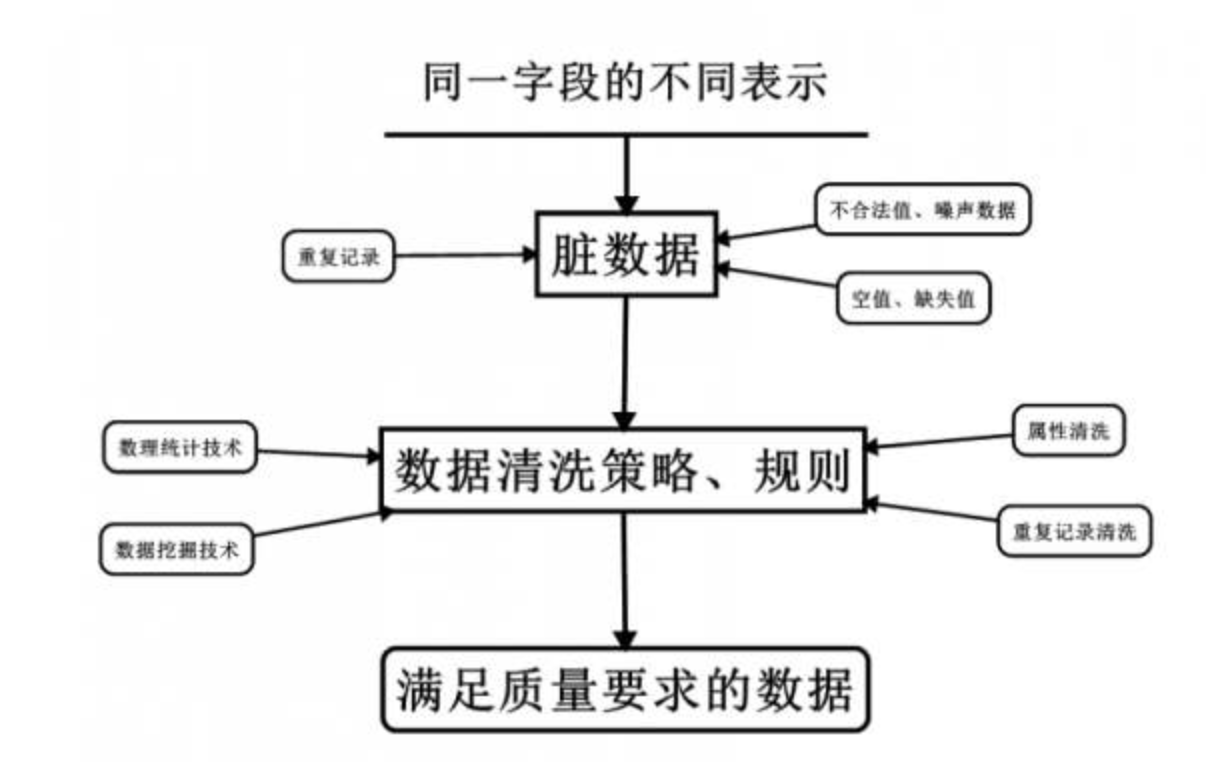 同一字段的不同表示
不合法值、噪声数据
重复记录
脏数据
空值、缺失值
数理统计技术
属性清洗
数据清洗策略、规则
数据挖掘技术
重复记录清洗
满足质量要求的数据